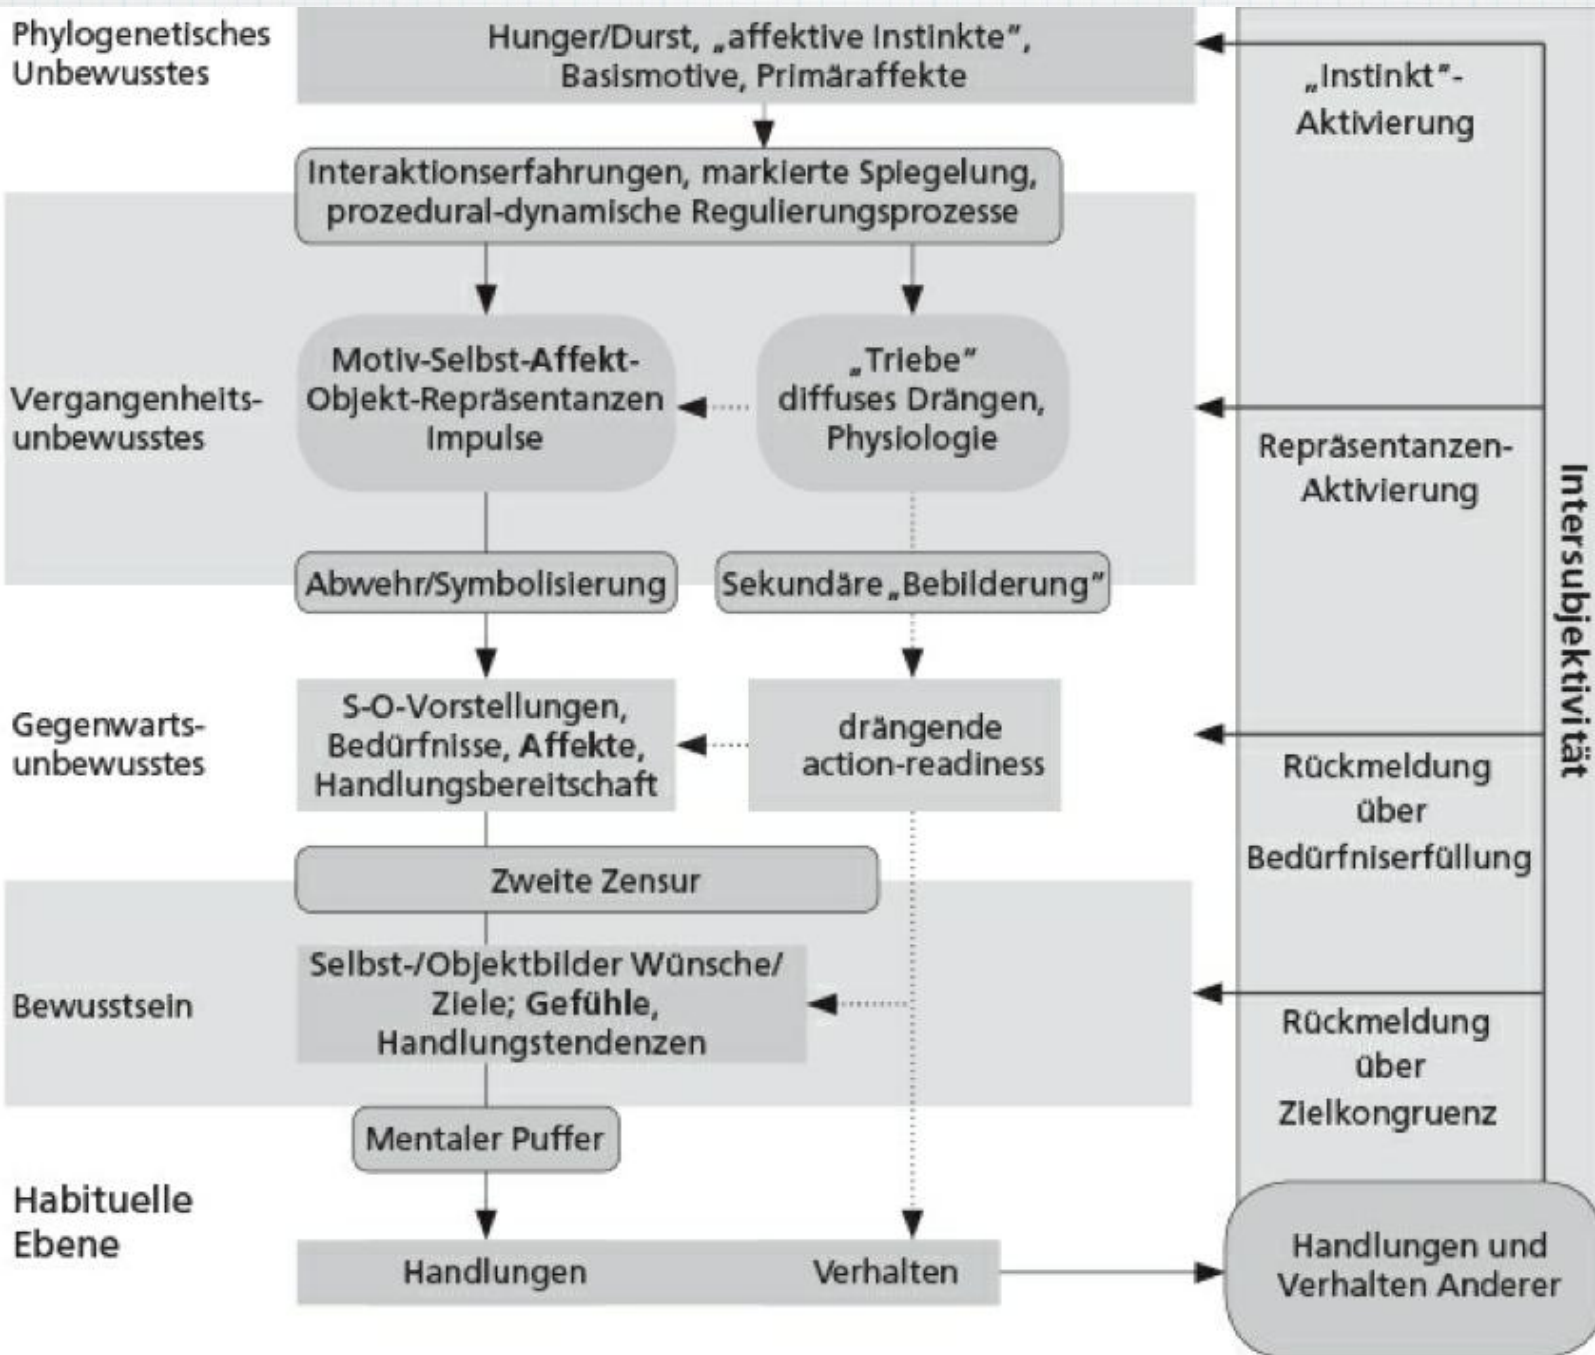 Phylogenetisches
Unbewusstes
Hunger/Durst, „affektive Instinkte“,
Basismotive, Primäraffekte
„Instinkt“-
Aktivierung
Interaktionserfahrungen, markierte Spiegelung,
prozedural-dynamische Regulierungsprozesse
Vergangenheits-
unbewusstes
Motiv-Selbst-Affekt-
Objekt-Repräsentanzen
Impulse
„Triebe“
diffuses Drängen,
Physiologie
Repräsentanzen-
Aktivierung
Intersubjektivität
Abwehr/Symbolisierung
Sekundäre „Bebilderung“
Gegenwarts-
unbewusstes
S-O-Vorstellungen,
Bedürfnisse, Affekte,
Handlungsbereitschaft
drängende
action-readiness
Rückmeldung
über
Bedürfniserfüllung
Zweite Zensur
Bewusstsein
Selbst-/Objektbilder Wünsche/
Ziele; Gefühle,
Handlungstendenzen
Rückmeldung
über
Zielkongruenz
Mentaler Puffer
Habituelle
Ebene
Handlungen
Verhalten
Handlungen und
Verhalten Anderer